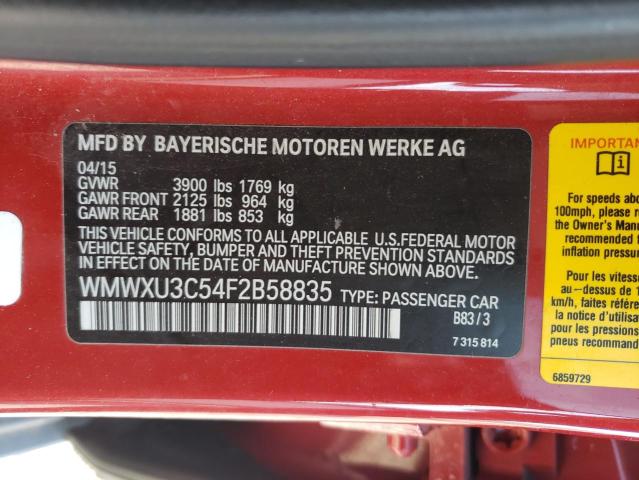 MFD BY BAYERISCHE MOTOREN WERKE AG
04/15
GVWR 3900 lbs 1769 kg
GAWR FRONT 2125 lbs 964 kg
GAWR REAR 1881 lbs 853 kg
THIS VEHICLE CONFORMS TO ALL APPLICABLE U.S.FEDERAL MOTOR
VEHICLE SAFETY, BUMPER AND THEFT PREVENTION STANDARDS
IN EFFECT ON THE DATE OF MANUFACTURE SHOWN ABOVE.
WMWXU3C54F2B58835 TYPE: PASSENGER CAR
B83/3
7 315 814
IMPORTAN
i
For speeds abo
100mph, please r
the Owner's Manu
recommended
inflation pressure
Pour les vitesse
au–dessus de 1
km/h, faites référe
la notice d'utilis
pour les pressions
pneus recommand
6859729
3